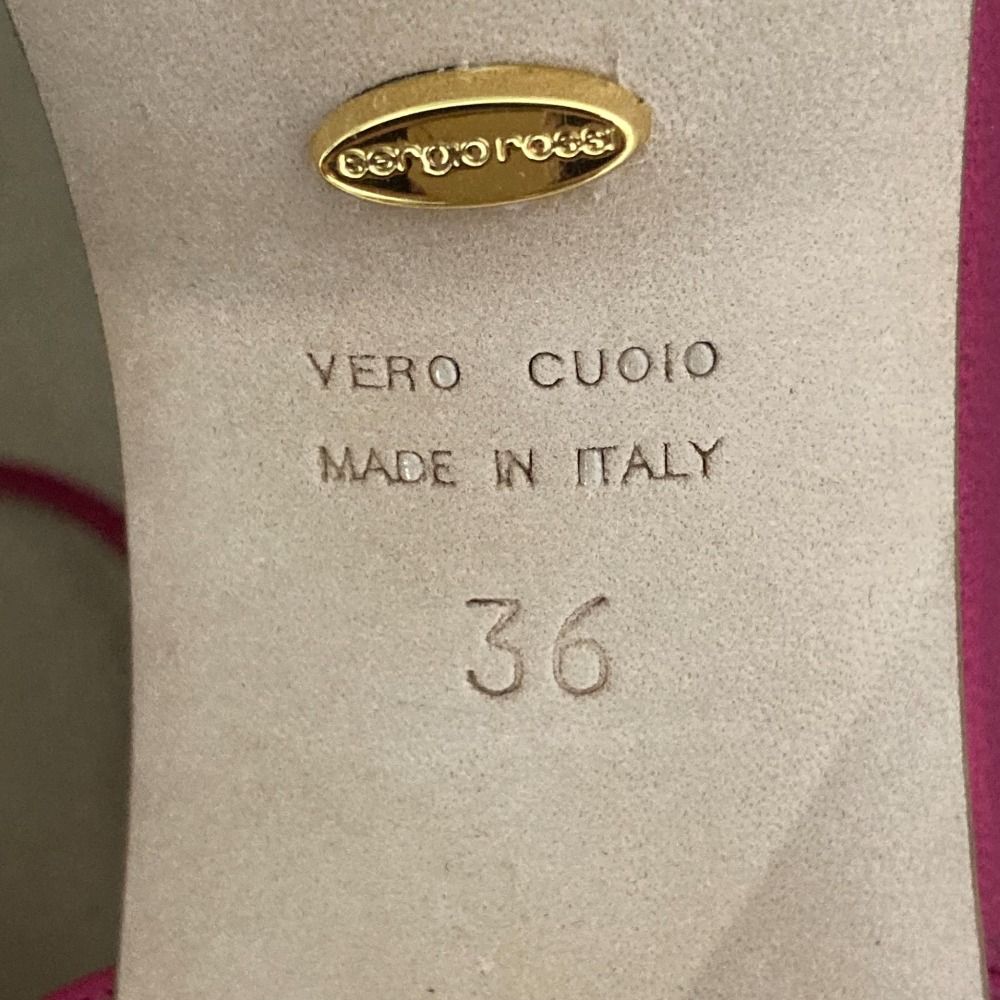 sergio rossi
VERO CUOIO
MADE IN ITALY
36